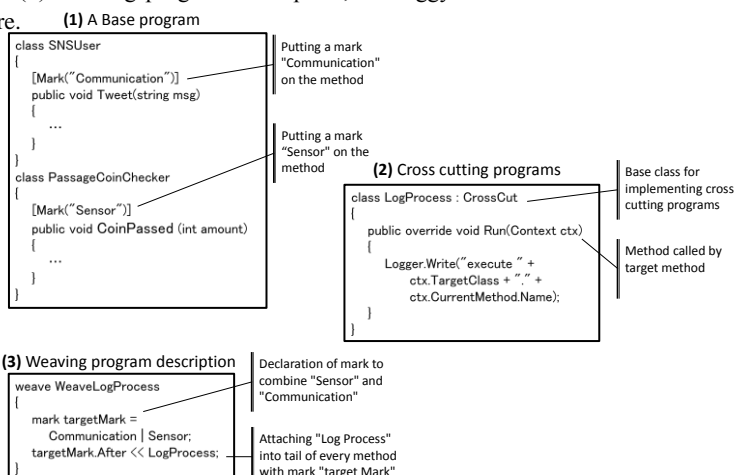 re.
(1) A Base program
class SNSUser
{
[Mark("Communication")]
public void Tweet(string msg)
{
...
}
}
class PassageCoinChecker
{
[Mark("Sensor")]
public void CoinPassed (int amount)
{
...
}
}
Putting a mark
"Communication"
on the method
Putting a mark
“Sensor" on the
method
(2) Cross cutting programs
class LogProcess : CrossCut
{
public override void Run(Context ctx)
{
Logger.Write("execute " +
ctx.TargetClass + "." +
ctx.CurrentMethod.Name);
}
}
Base class for
implementing cross
cutting programs
Method called by
target method
(3) Weaving program description
weave WeaveLogProcess
{
mark targetMark =
Communication | Sensor;
targetMark.After << LogProcess;
}
Declaration of mark to
combine "Sensor" and
"Communication"
Attaching "Log Process"
into tail of every method
with mark "target Mark"